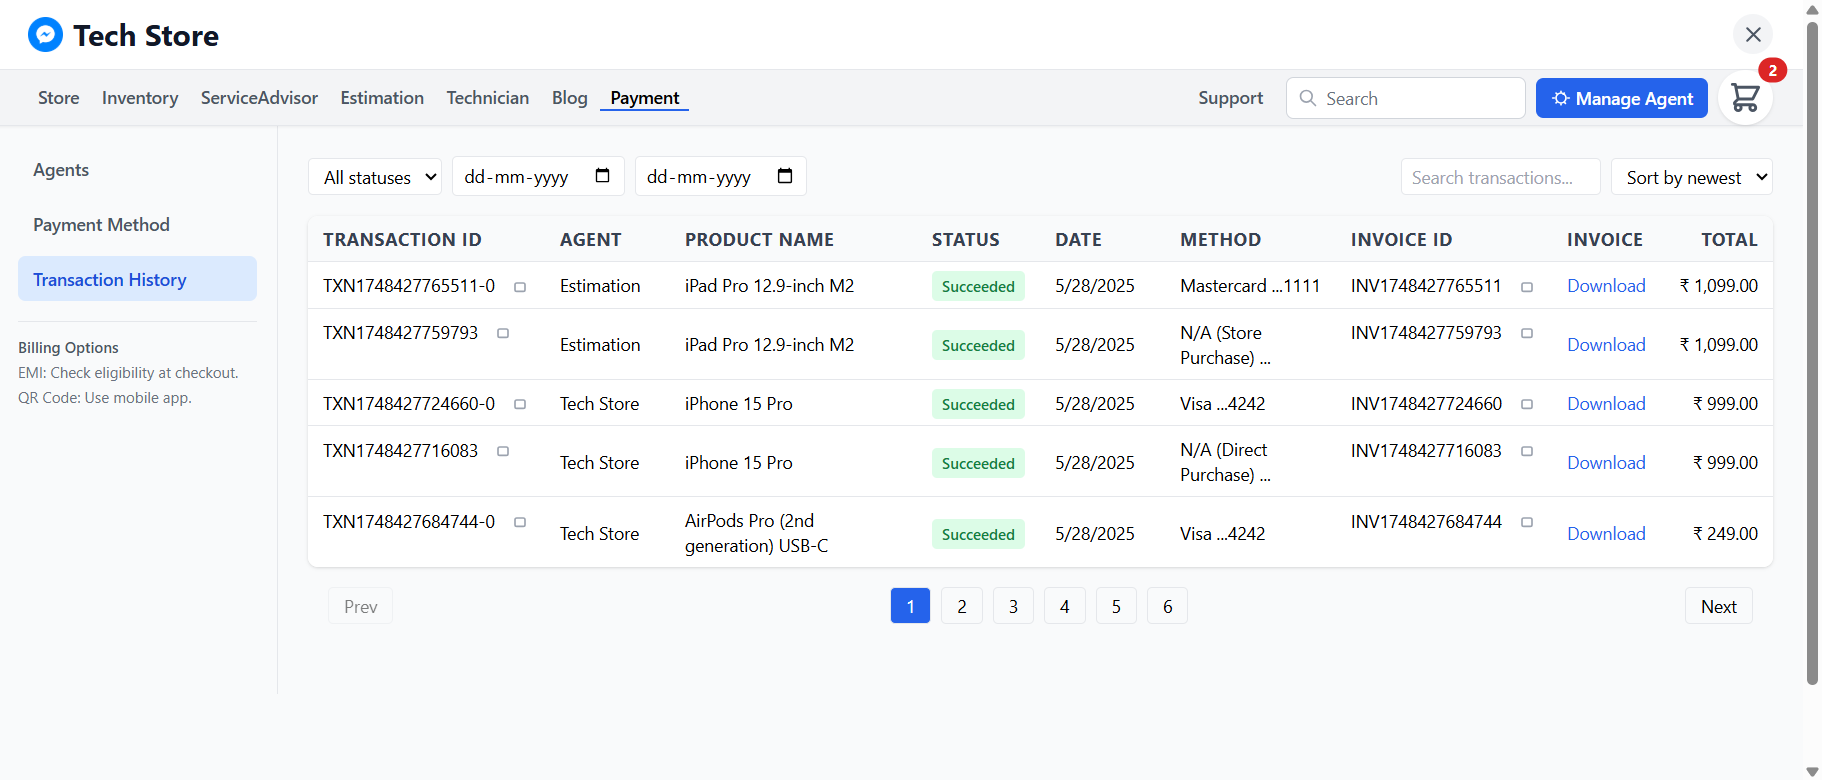 Tech Store
2
Store Inventory ServiceAdvisor Estimation Technician Blog Payment Support Search Manage Agent
Agents
Payment Method
Transaction History
Billing Options
EMI: Check eligibility at checkout.
QR Code: Use mobile app.
All statuses dd-mm-yyyy dd-mm-yyyy Search transactions... Sort by newest
TRANSACTION ID AGENT PRODUCT NAME STATUS DATE METHOD INVOICE ID INVOICE TOTAL
TXN1748427765511-0 Estimation iPad Pro 12.9-inch M2 Succeeded 5/28/2025 Mastercard ...1111 INV1748427765511 Download ₹ 1,099.00
TXN1748427759793 Estimation iPad Pro 12.9-inch M2 Succeeded 5/28/2025 N/A (Store
Purchase) ... INV1748427759793 Download ₹ 1,099.00
TXN1748427724660-0 Tech Store iPhone 15 Pro Succeeded 5/28/2025 Visa ...4242 INV1748427724660 Download ₹ 999.00
TXN1748427716083 Tech Store iPhone 15 Pro Succeeded 5/28/2025 N/A (Direct
Purchase) ... INV1748427716083 Download ₹ 999.00
TXN1748427684744-0 Tech Store AirPods Pro (2nd
generation) USB-C Succeeded 5/28/2025 Visa ...4242 INV1748427684744 Download ₹ 249.00
Prev 1 2 3 4 5 6 Next